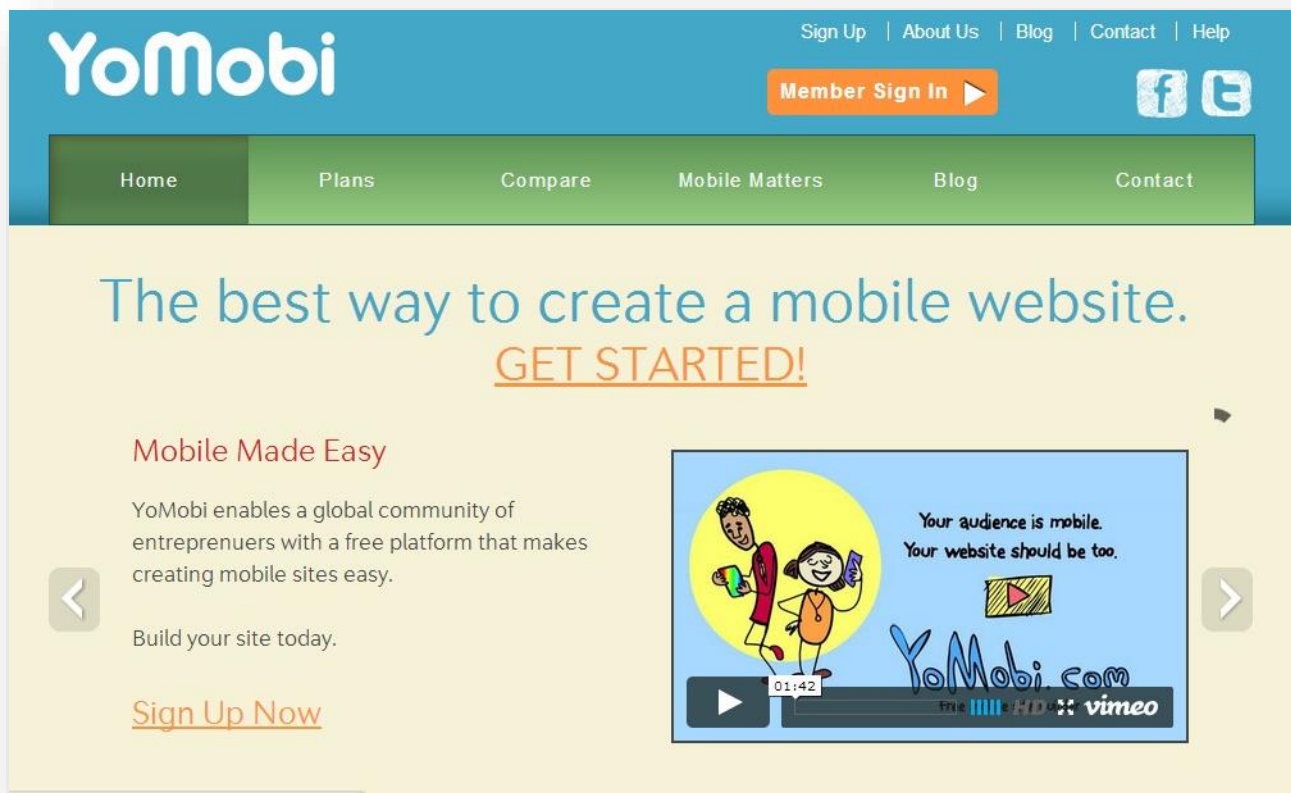 YoMobi
Sign Up | About Us | Blog | Contact | Help
Member Sign In
Home Plans Compare Mobile Matters Blog Contact
The best way to create a mobile website.
GET STARTED!
Mobile Made Easy
YoMobi enables a global community of
entreprenuers with a free platform that makes
creating mobile sites easy.
Build your site today.
Sign Up Now
Your audience is mobile.
Your website should be too.
YoMobi.com
01:42
Free
HD
vimeo